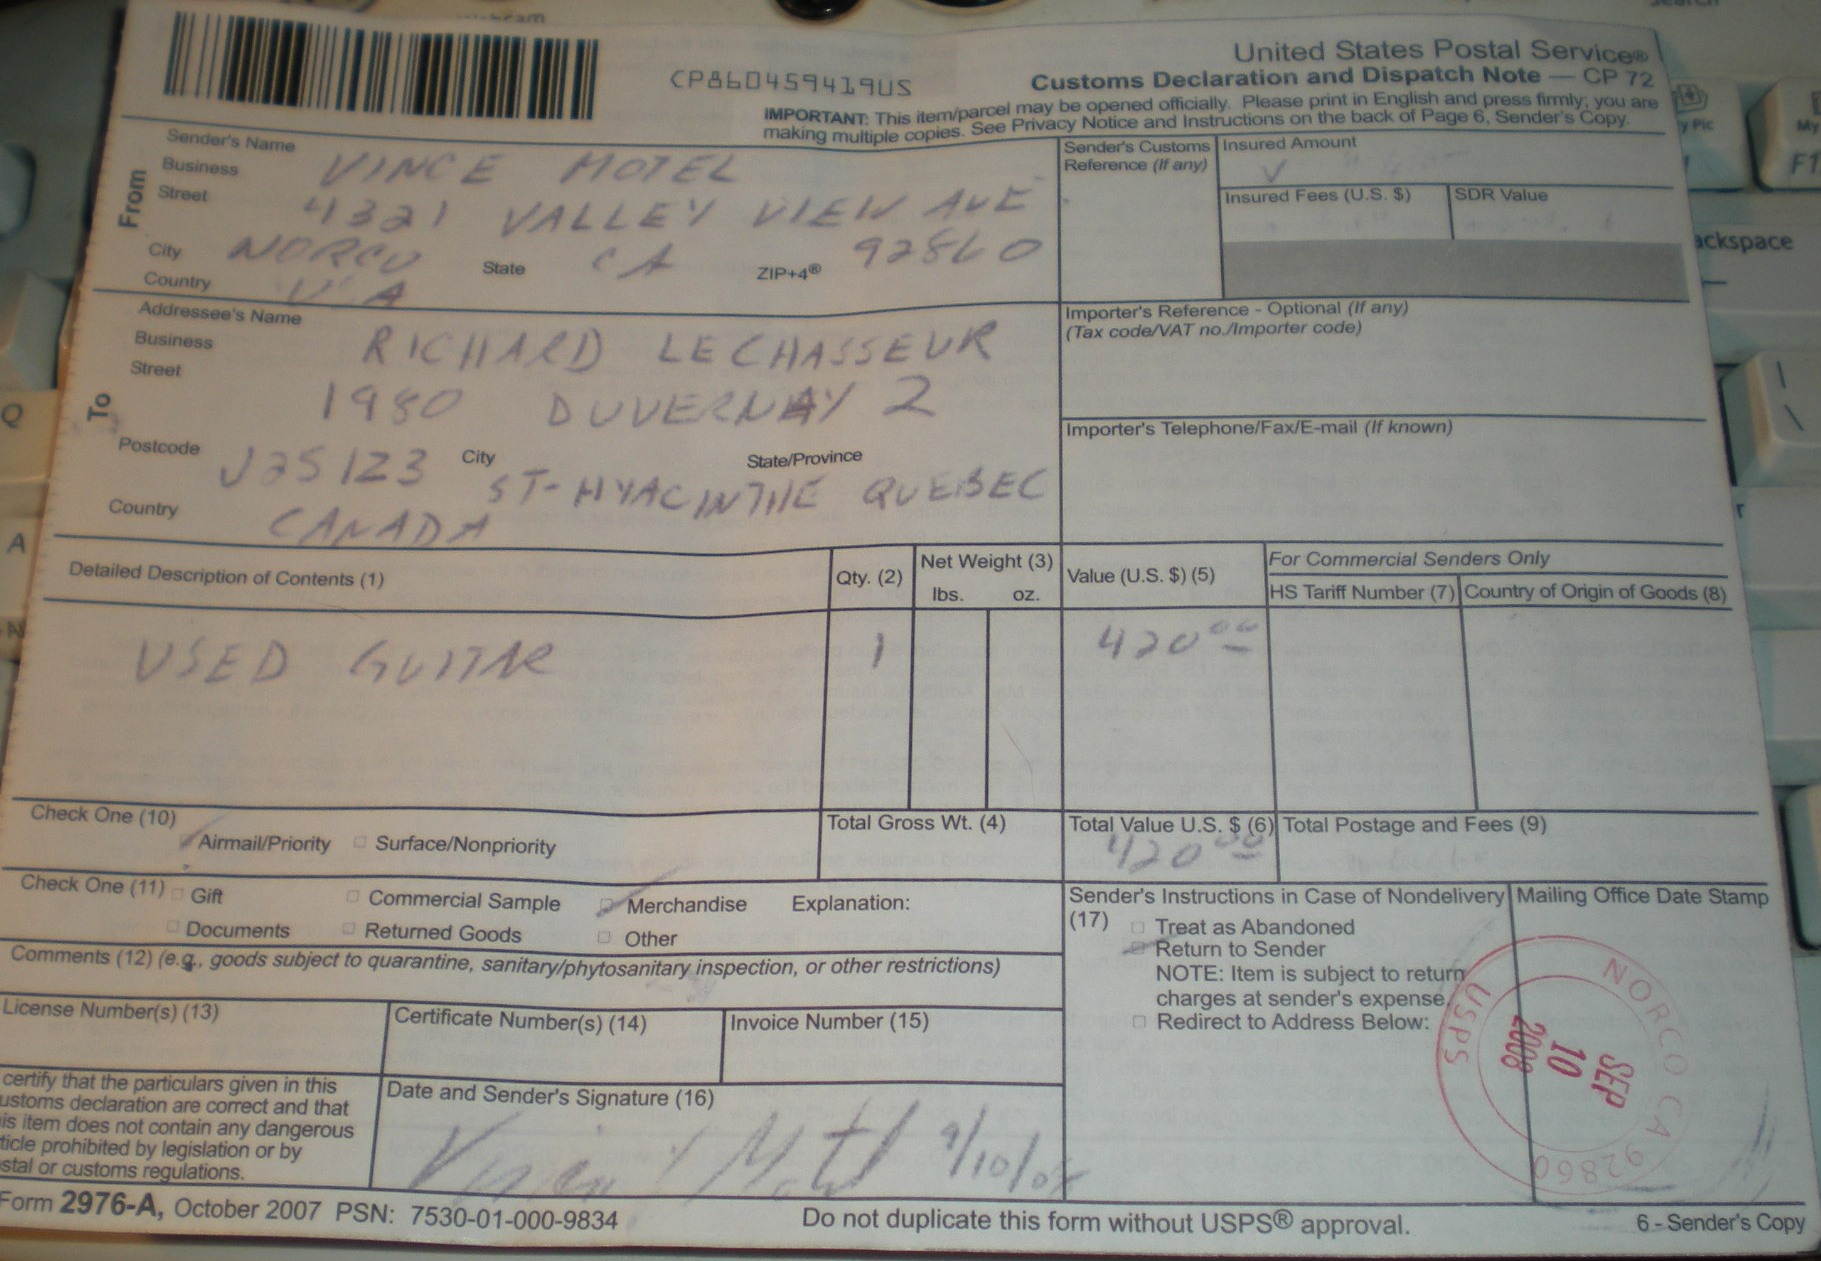 United States Postal Service®
CP860459419US
Customs Declaration and Dispatch Note — CP 72
IMPORTANT: This item/parcel may be opened officially. Please print in English and press firmly; you are
making multiple copies. See Privacy Notice and Instructions on the back of Page 6, Sender's Copy.
From
Sender's Name
Business
VINCE MOTEL
Street
4321 VALLEY VIEW AVE
City NORCO State CA ZIP+4® 92860
Country
Sender's Customs
Reference (If any)
Insured Amount
V
Insured Fees (U.S. $)
SDR Value
To
Addressee's Name
Business
RICHARD LECHASSEUR
Street
1980 DUVERNAY 2
Postcode J2S1Z3 City ST-HYACINTHE State/Province QUEBEC
Country CANADA
Importer's Reference - Optional (If any)
(Tax code/VAT no./Importer code)
Importer's Telephone/Fax/E-mail (If known)
Detailed Description of Contents (1)
Qty. (2)
Net Weight (3)
lbs. oz.
Value (U.S. $) (5)
For Commercial Senders Only
HS Tariff Number (7) Country of Origin of Goods (8)
USED GUITAR 1 420.00
Check One (10)
Airmail/Priority Surface/Nonpriority
Total Gross Wt. (4)
Total Value U.S. $ (6)
420.00
Total Postage and Fees (9)
Check One (11) Gift Commercial Sample Merchandise Explanation:
Documents Returned Goods Other
Comments (12) (e.g., goods subject to quarantine, sanitary/phytosanitary inspection, or other restrictions)
Sender's Instructions in Case of Nondelivery
(17) Treat as Abandoned
Return to Sender
NOTE: Item is subject to return
charges at sender's expense.
Redirect to Address Below:
Mailing Office Date Stamp
NORCO CA 92860
USPS
SEP
10
2008
License Number(s) (13)
Certificate Number(s) (14)
Invoice Number (15)
certify that the particulars given in this
ustoms declaration are correct and that
is item does not contain any dangerous
ticle prohibited by legislation or by
stal or customs regulations.
Date and Sender's Signature (16)
9/10/08
Form 2976-A, October 2007 PSN: 7530-01-000-9834
Do not duplicate this form without USPS® approval.
6 - Sender's Copy
Q
A
N
F1
ackspace